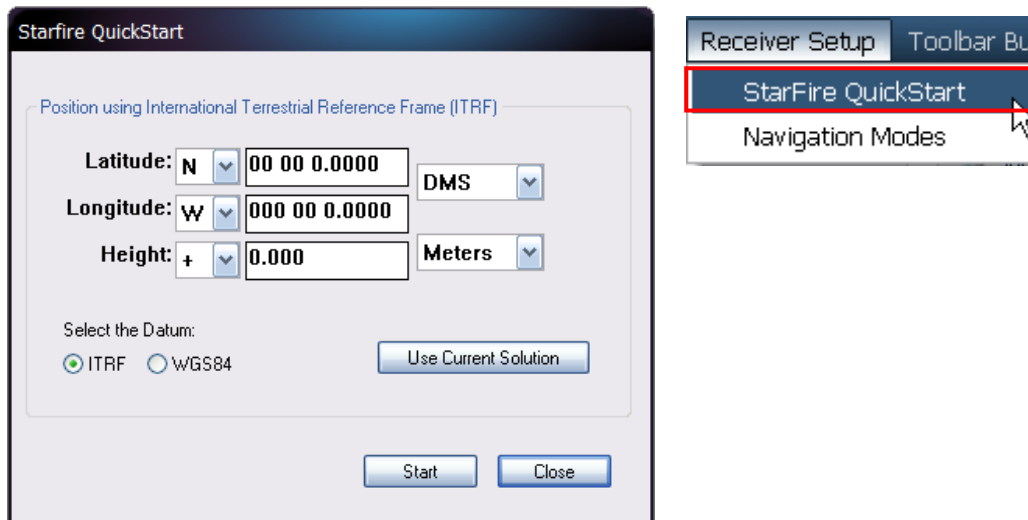 Starfire QuickStart
Position using International Terrestrial Reference Frame (ITRF)
Latitude: N 00 00 0.0000 DMS
Longitude: W 000 00 0.0000
Height: + 0.000 Meters
Select the Datum:
ITRF WGS84 Use Current Solution
Start Close
Receiver Setup Toolbar
StarFire QuickStart
Navigation Modes